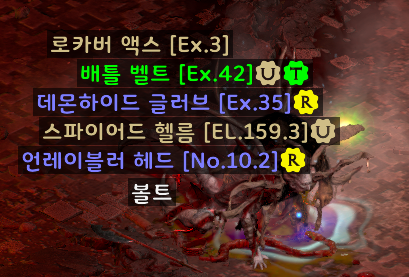 로카버 액스 [Ex.3]
배틀 벨트 [Ex.42] U T
데몬하이드 글러브 [Ex.35] R
스파이어드 헬름 [EL.159.3] U
언레이블러 헤드 [No.10.2] R
볼트